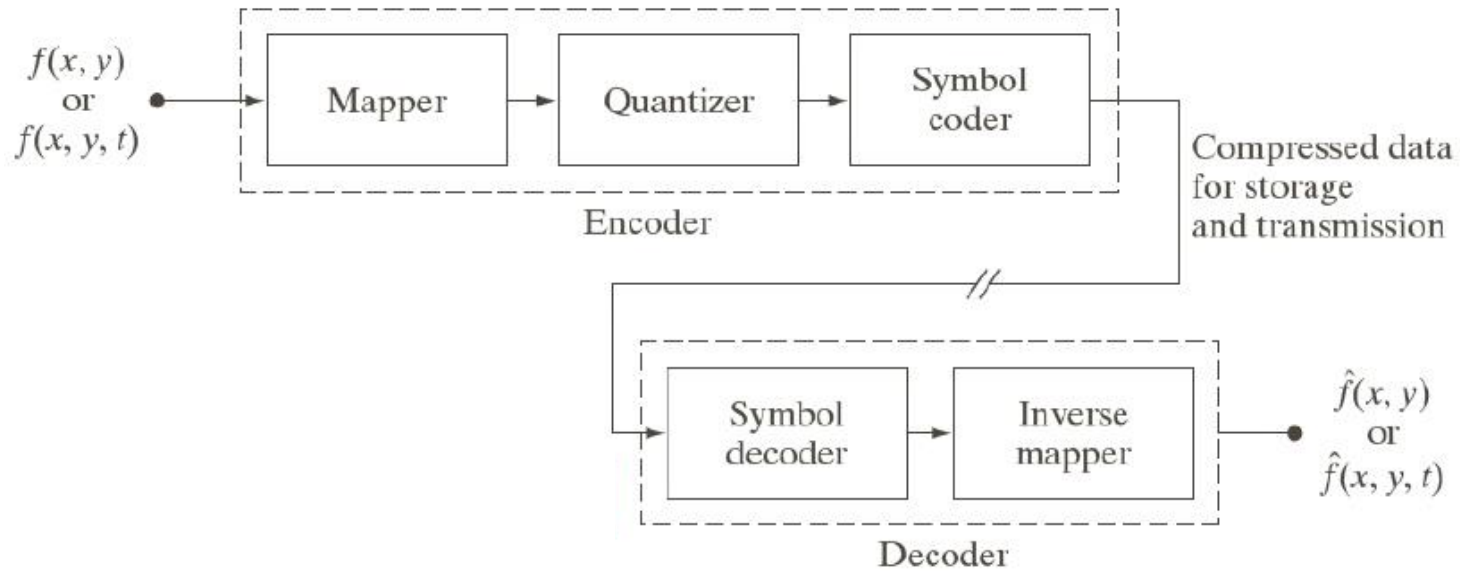 f(x, y)
or
f(x, y, t)
Mapper
Quantizer
Symbol
coder
Encoder
Compressed data
for storage
and transmission
Symbol
decoder
Inverse
mapper
Decoder
f̂(x, y)
or
f̂(x, y, t)